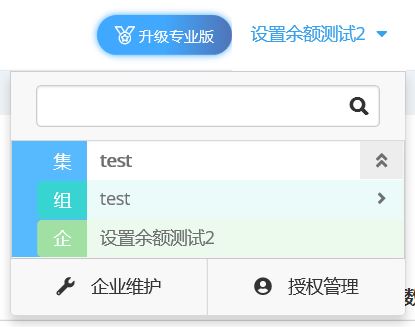 升级专业版 设置余额测试2
集 test
组 test
企 设置余额测试2
企业维护 授权管理
数